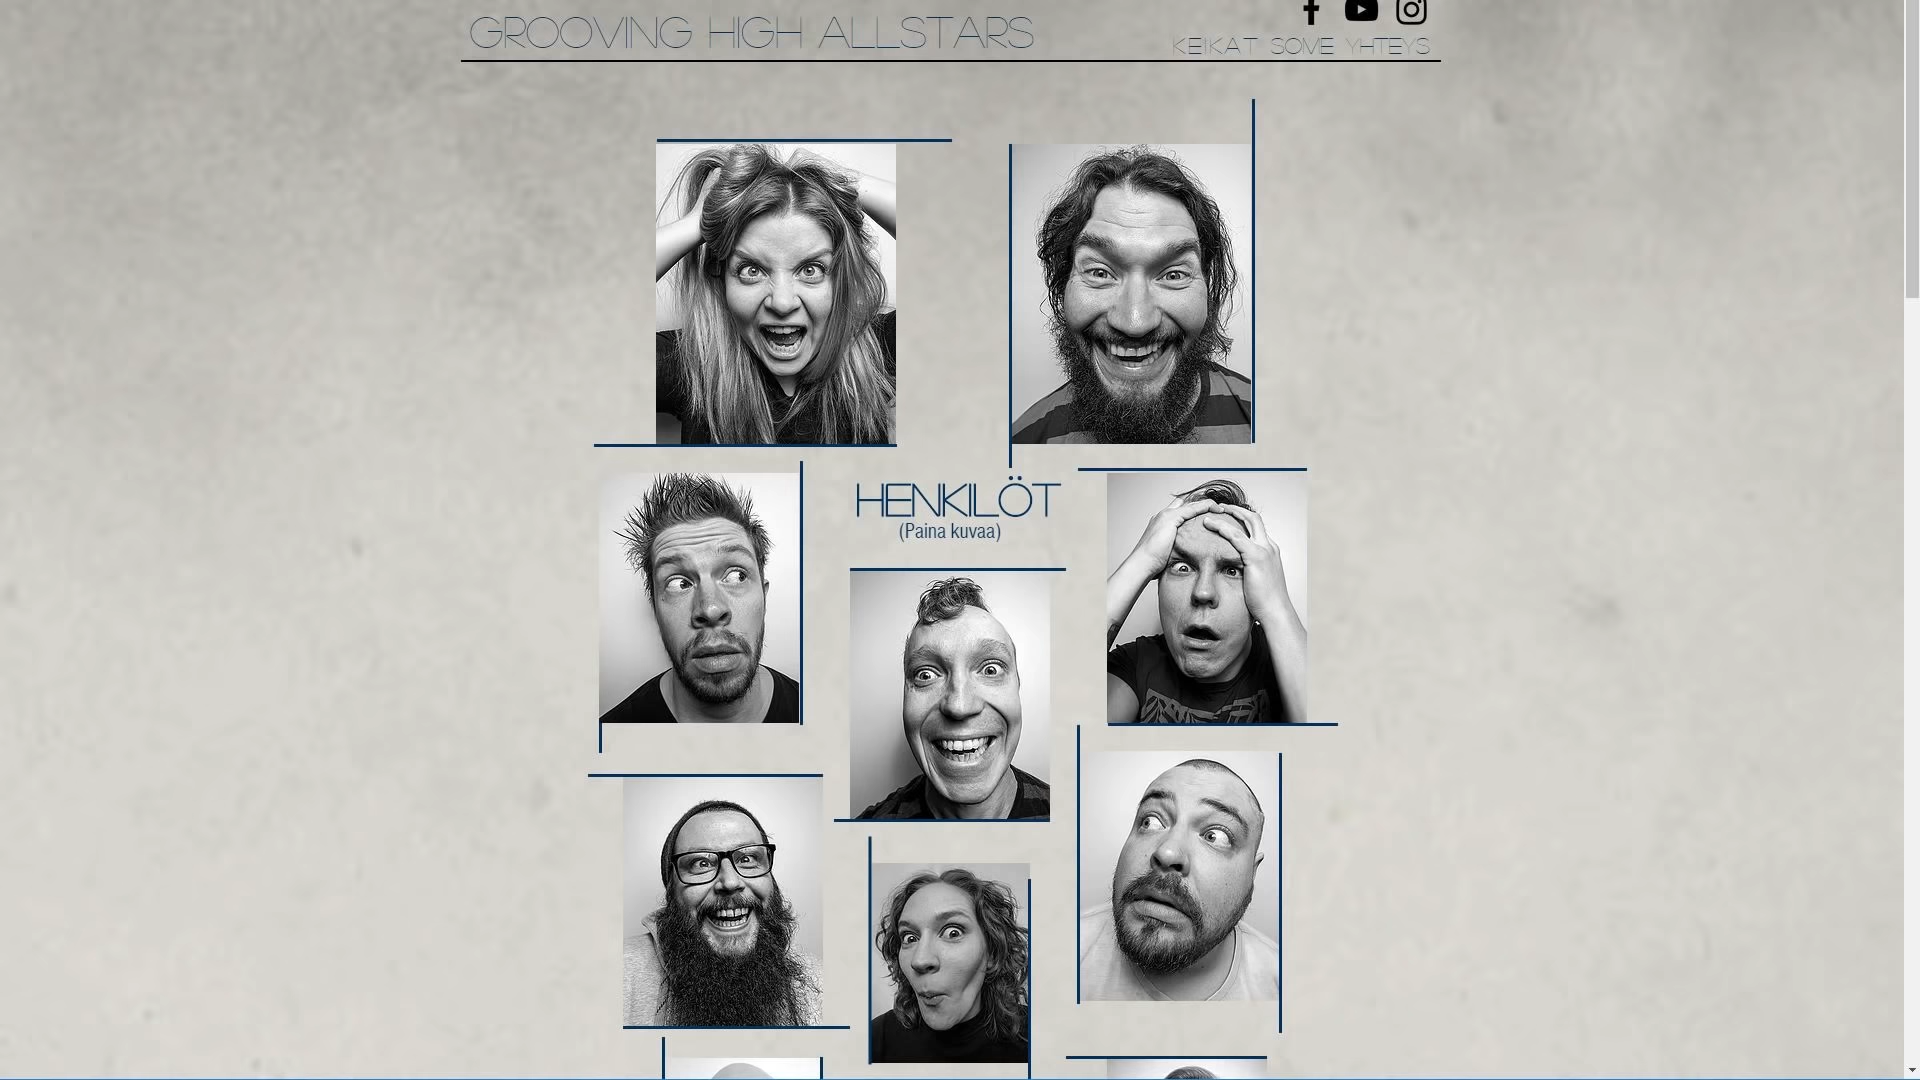 GROOVING HIGH ALLSTARS
KEIKAT SOME YHTEYS
HENKILÖT
(Paina kuvaa)